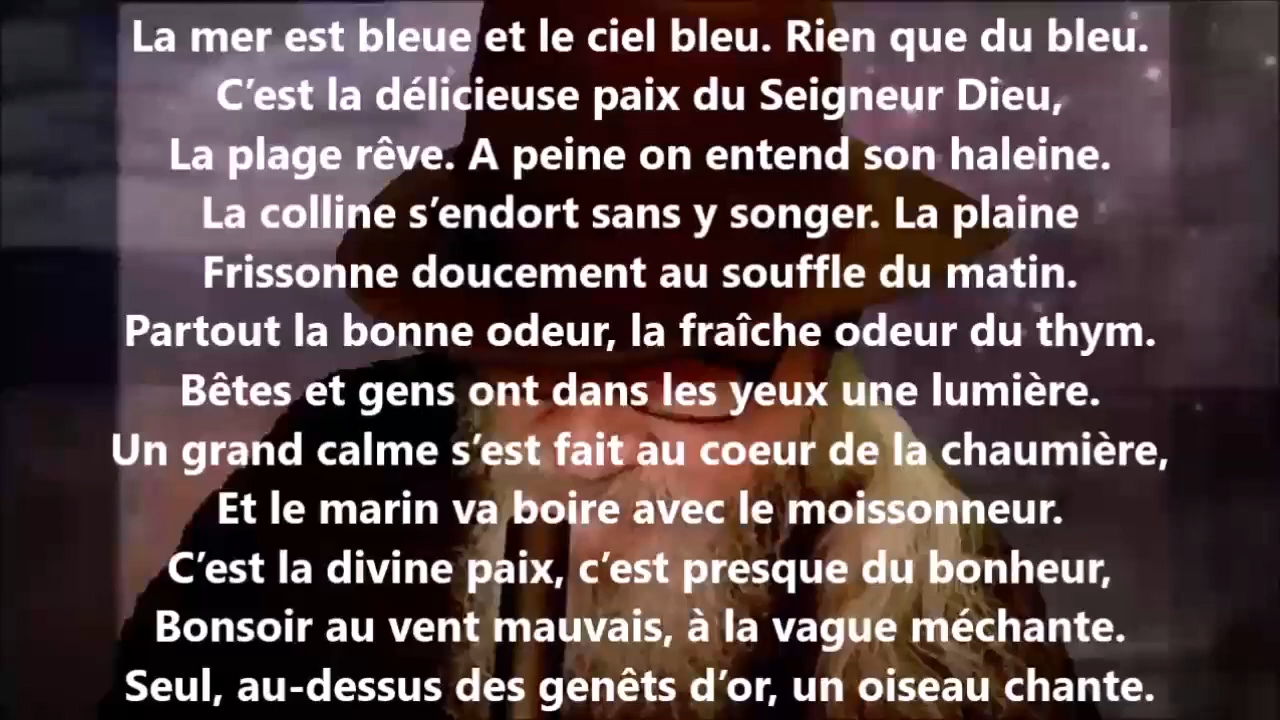 La mer est bleue et le ciel bleu. Rien que du bleu.
C’est la délicieuse paix du Seigneur Dieu,
La plage rêve. A peine on entend son haleine.
La colline s’endort sans y songer. La plaine
Frissonne doucement au souffle du matin.
Partout la bonne odeur, la fraîche odeur du thym.
Bêtes et gens ont dans les yeux une lumière.
Un grand calme s’est fait au coeur de la chaumière,
Et le marin va boire avec le moissonneur.
C’est la divine paix, c’est presque du bonheur,
Bonsoir au vent mauvais, à la vague méchante.
Seul, au-dessus des genêts d’or, un oiseau chante.